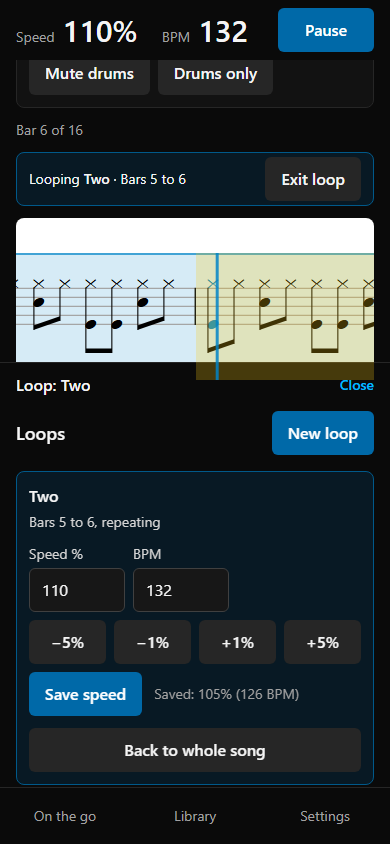 Speed 110% BPM 132 Pause
Mute drums Drums only
Bar 6 of 16
Looping Two · Bars 5 to 6 Exit loop
Loop: Two Close
Loops New loop
Two
Bars 5 to 6, repeating
Speed % BPM
110 132
−5% −1% +1% +5%
Save speed Saved: 105% (126 BPM)
Back to whole song
On the go Library Settings